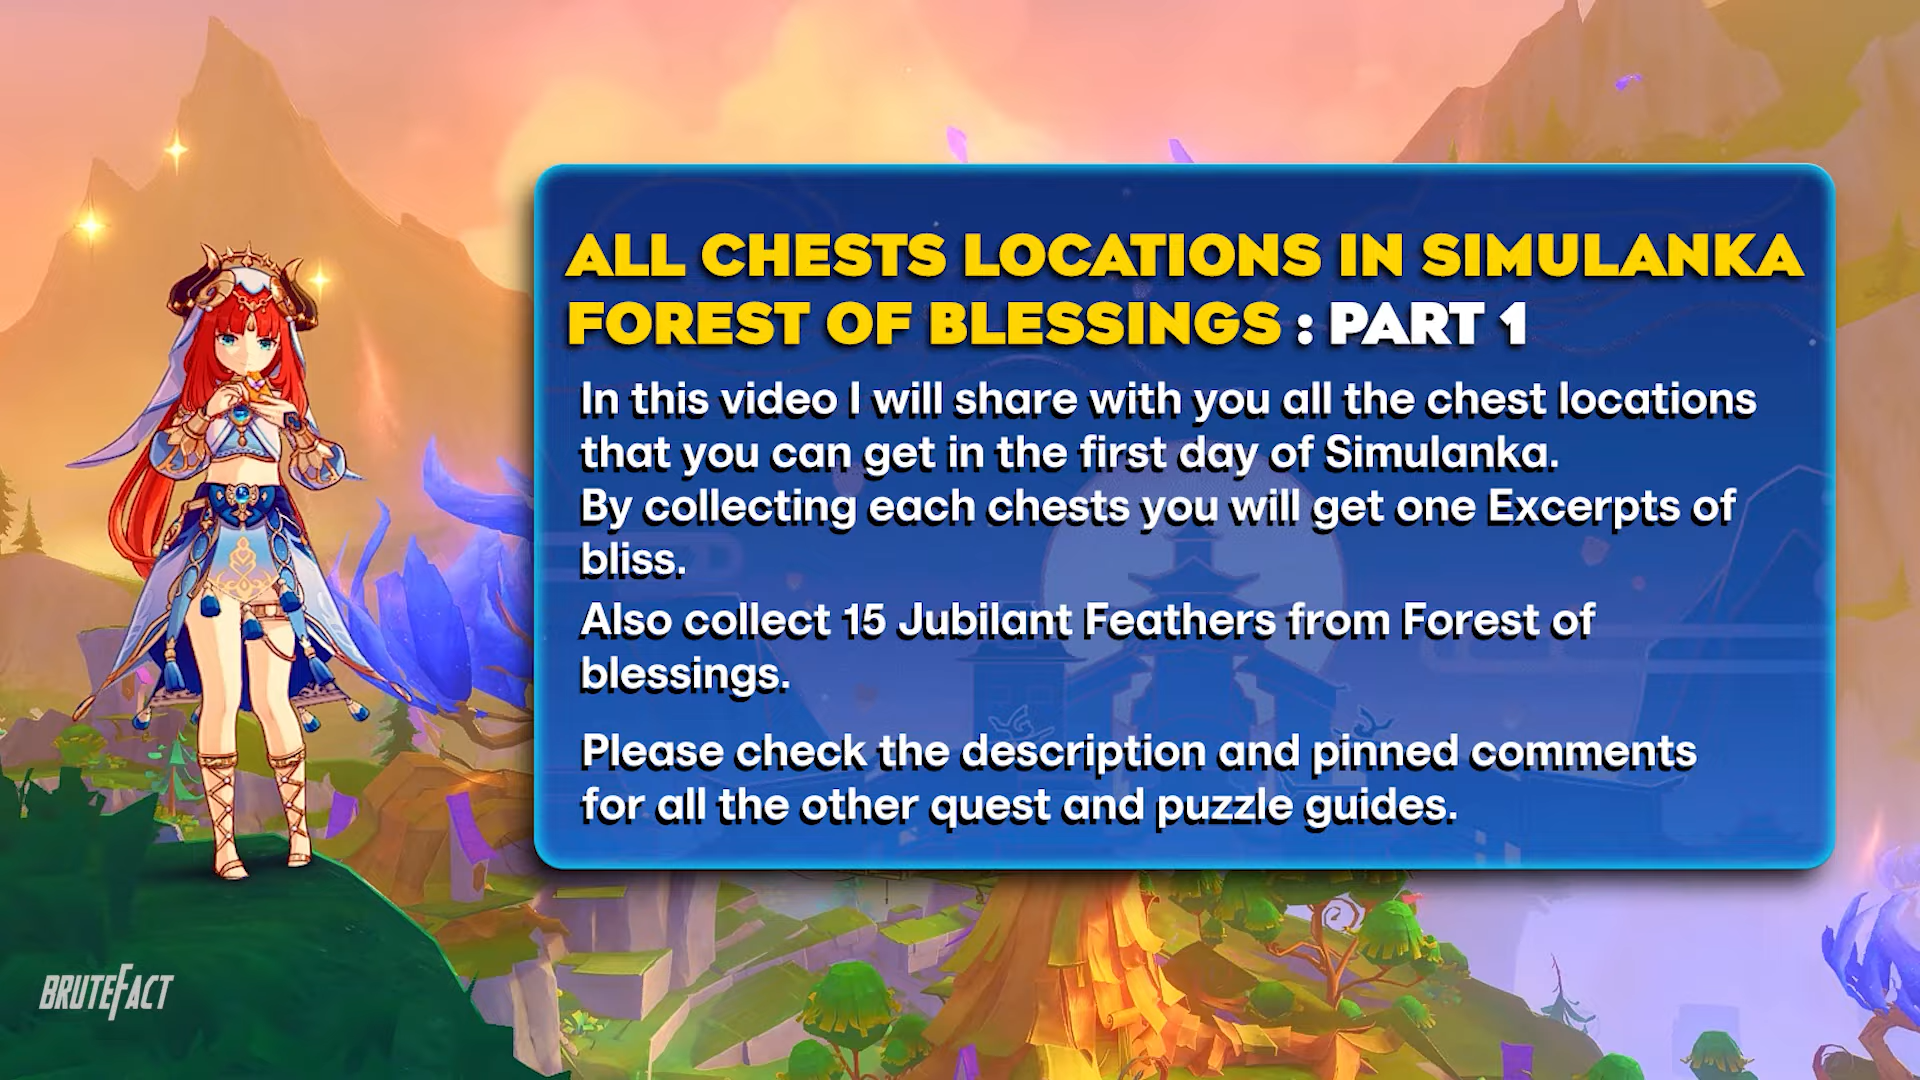 ALL CHESTS LOCATIONS IN SIMULANKA
FOREST OF BLESSINGS : PART 1
In this video I will share with you all the chest locations
that you can get in the first day of Simulanka.
By collecting each chests you will get one Excerpts of
bliss.
Also collect 15 Jubilant Feathers from Forest of
blessings.
Please check the description and pinned comments
for all the other quest and puzzle guides.
BRUTEFACT